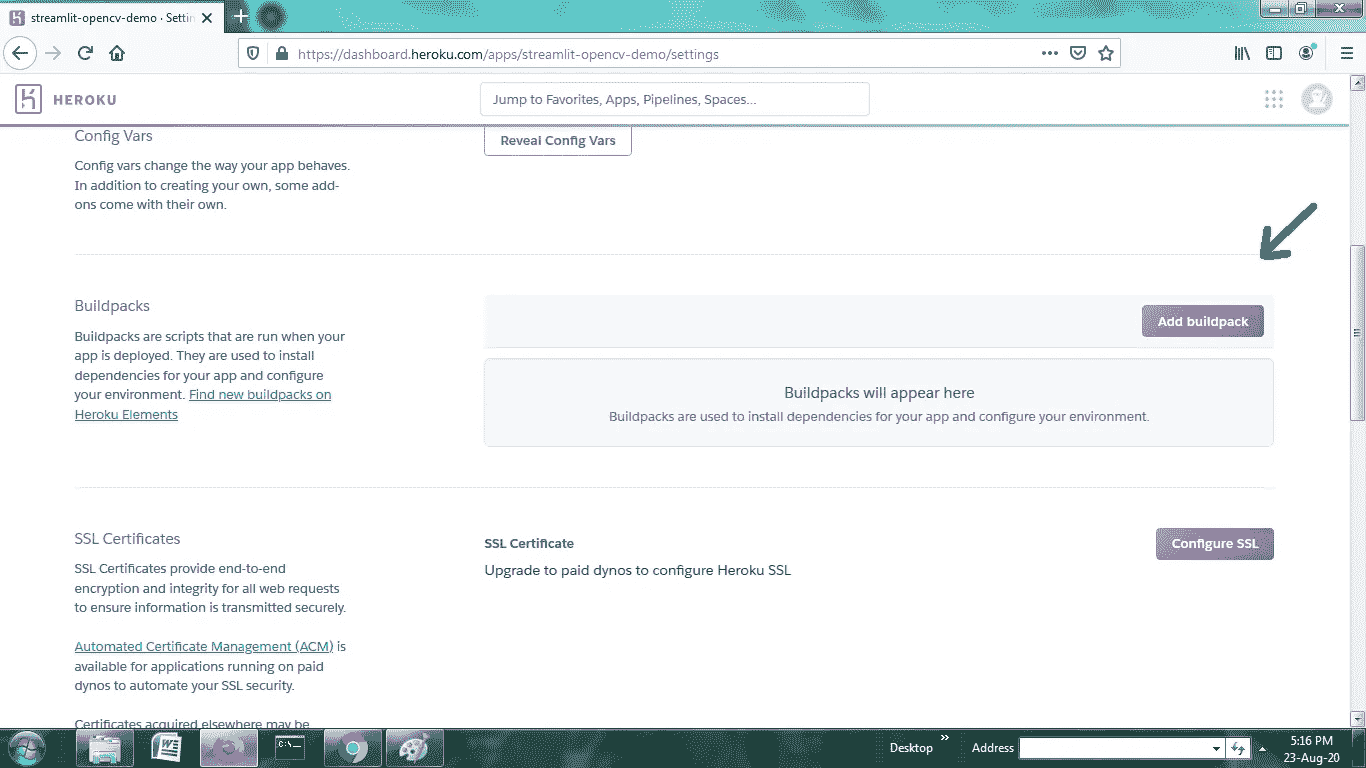 streamlit-opencv-demo · Settin
https://dashboard.heroku.com/apps/streamlit-opencv-demo/settings
HEROKU
Jump to Favorites, Apps, Pipelines, Spaces...
Config Vars
Reveal Config Vars
Config vars change the way your app behaves.
In addition to creating your own, some add-
ons come with their own.
Buildpacks
Add buildpack
Buildpacks are scripts that are run when your
app is deployed. They are used to install
dependencies for your app and configure
your environment. Find new buildpacks on
Heroku Elements
Buildpacks will appear here
Buildpacks are used to install dependencies for your app and configure your environment.
SSL Certificates
SSL Certificate
Configure SSL
Upgrade to paid dynos to configure Heroku SSL
SSL Certificates provide end-to-end
encryption and integrity for all web requests
to ensure information is transmitted securely.
Automated Certificate Management (ACM) is
available for applications running on paid
dynos to automate your SSL security.
Certificates acquired elsewhere may be
Desktop
Address
5:16 PM
23-Aug-20